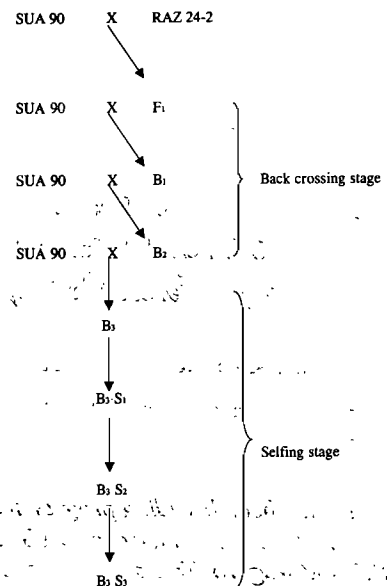 SUA 90 X RAZ 24-2
SUA 90 X F1
SUA 90 X B1
Back crossing stage
SUA 90 X B2
B3
B3 S1
Selfing stage
B3 S2
B3 S3